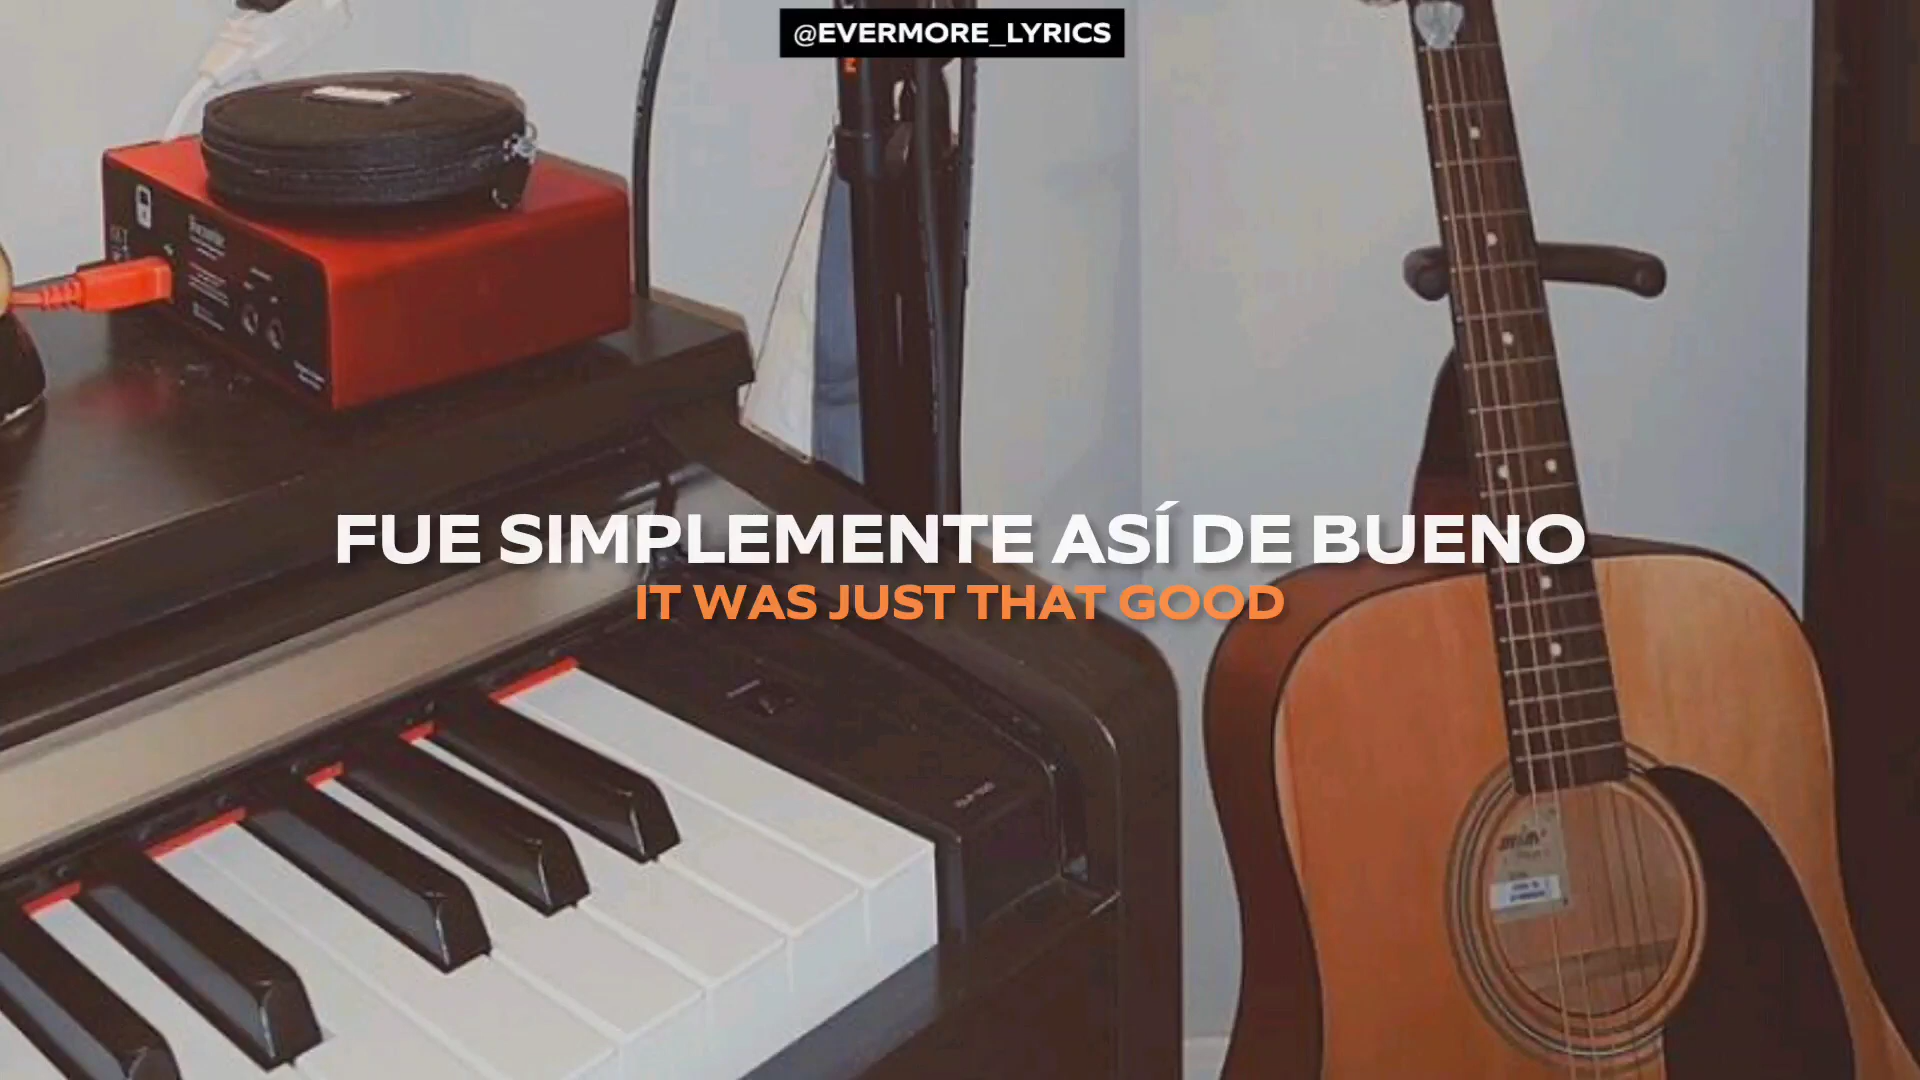 @EVERMORE_LYRICS
FUE SIMPLEMENTE ASÍ DE BUENO
IT WAS JUST THAT GOOD